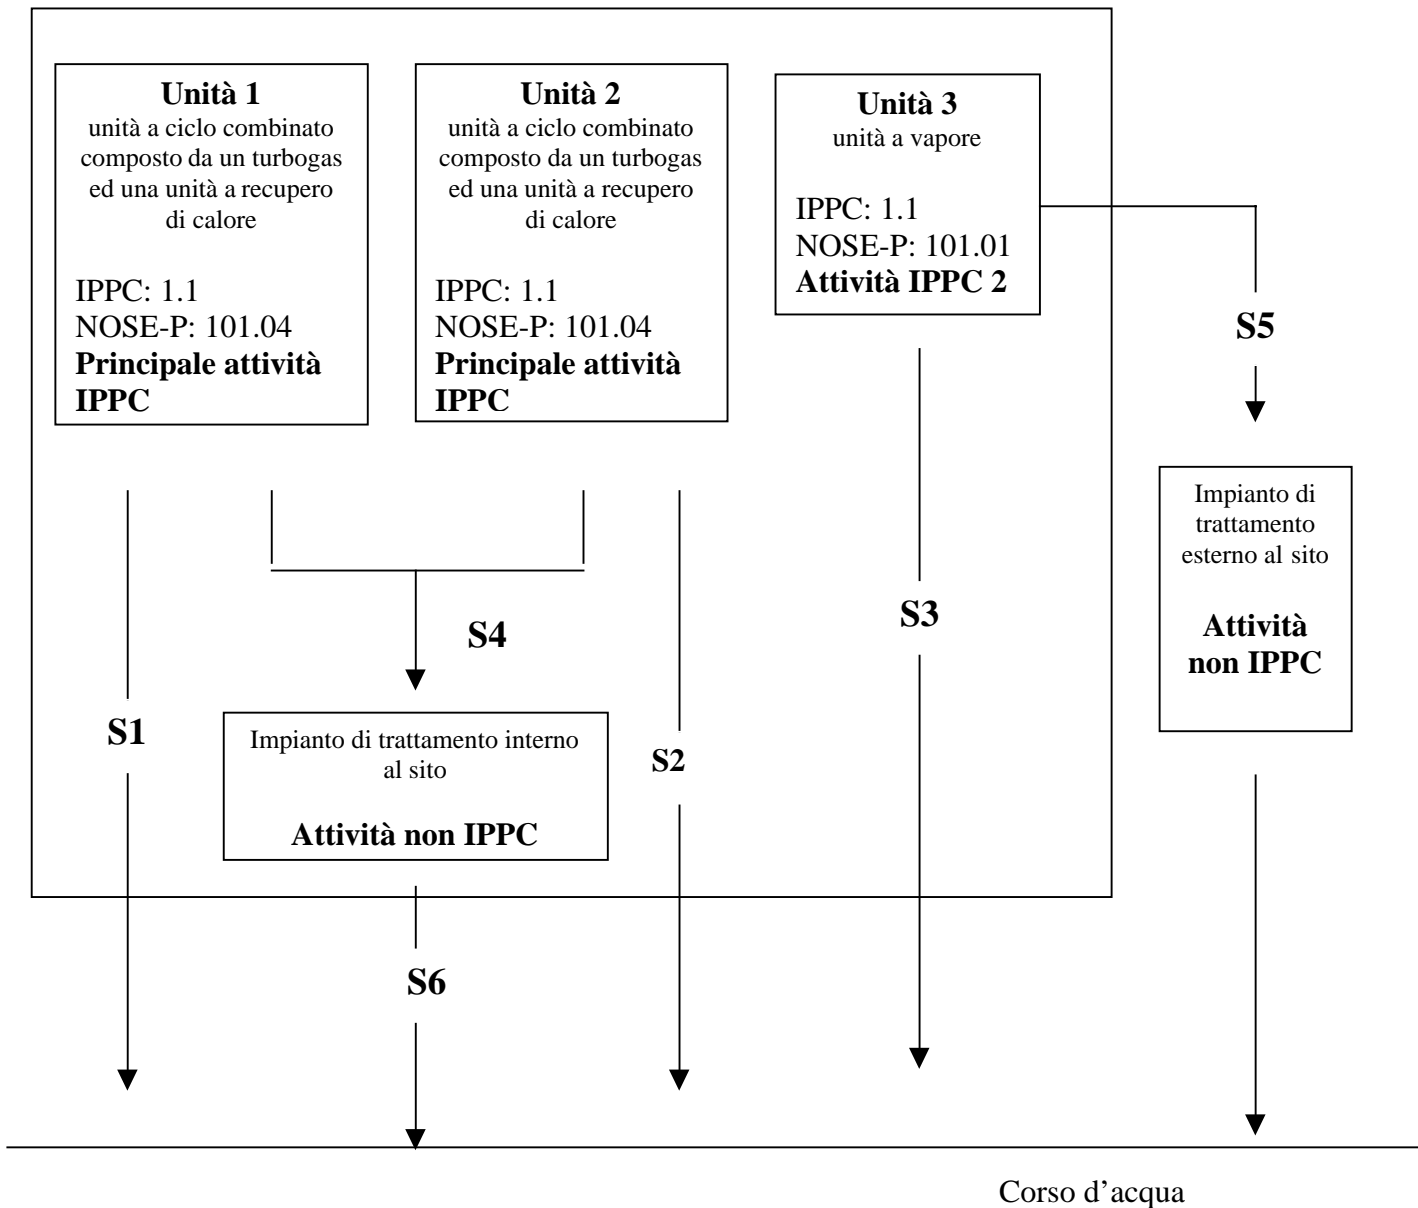 Unità 1
unità a ciclo combinato
composto da un turbogas
ed una unità a recupero
di calore
IPPC: 1.1
NOSE-P: 101.04
Principale attività
IPPC
Unità 2
unità a ciclo combinato
composto da un turbogas
ed una unità a recupero
di calore
IPPC: 1.1
NOSE-P: 101.04
Principale attività
IPPC
Unità 3
unità a vapore
IPPC: 1.1
NOSE-P: 101.01
Attività IPPC 2
S5
Impianto di
trattamento
esterno al sito
Attività
non IPPC
S3
S4
S1
Impianto di trattamento interno
al sito
Attività non IPPC
S2
S6
Corso d’acqua